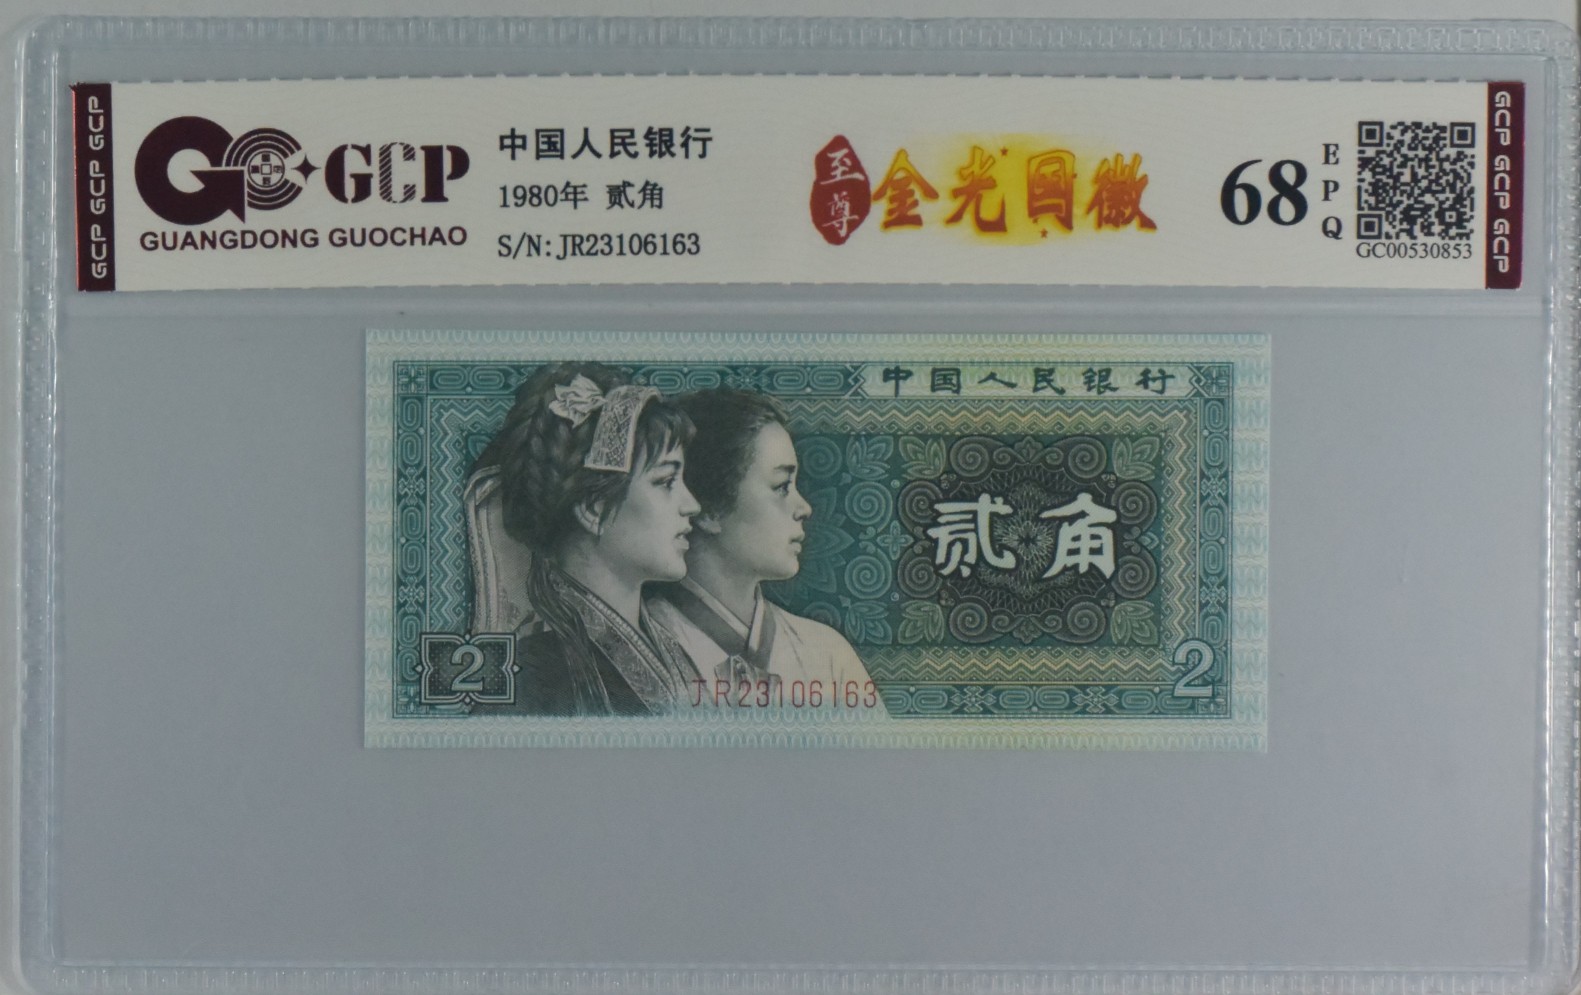 GCP GCP GCP
GCP
GUANGDONG GUOCHAO
中国人民银行
1980年 贰角
S/N: JR23106163
至尊
金光国徽
68
EPQ
GC00530853
GCP GCP GCP
中国人民银行
贰角
2
JR23106163
2